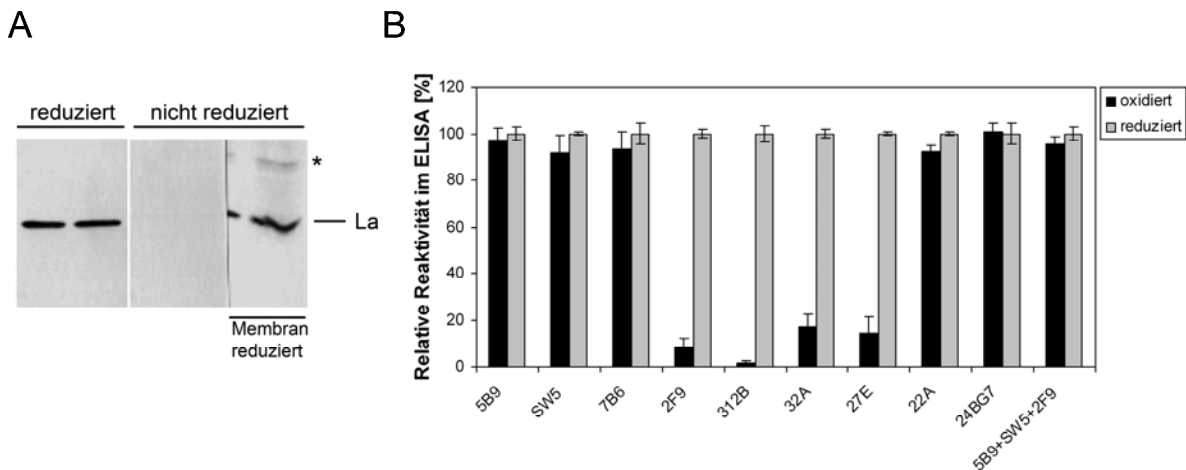 A
reduziert
nicht reduziert
*
La
Membran
reduziert
B
Relative Reaktivität im ELISA [%]
120
100
80
60
40
20
0
5B9
SW5
7B6
2F9
312B
32A
27E
22A
24BG7
5B9+SW5+2F9
oxidiert
reduziert